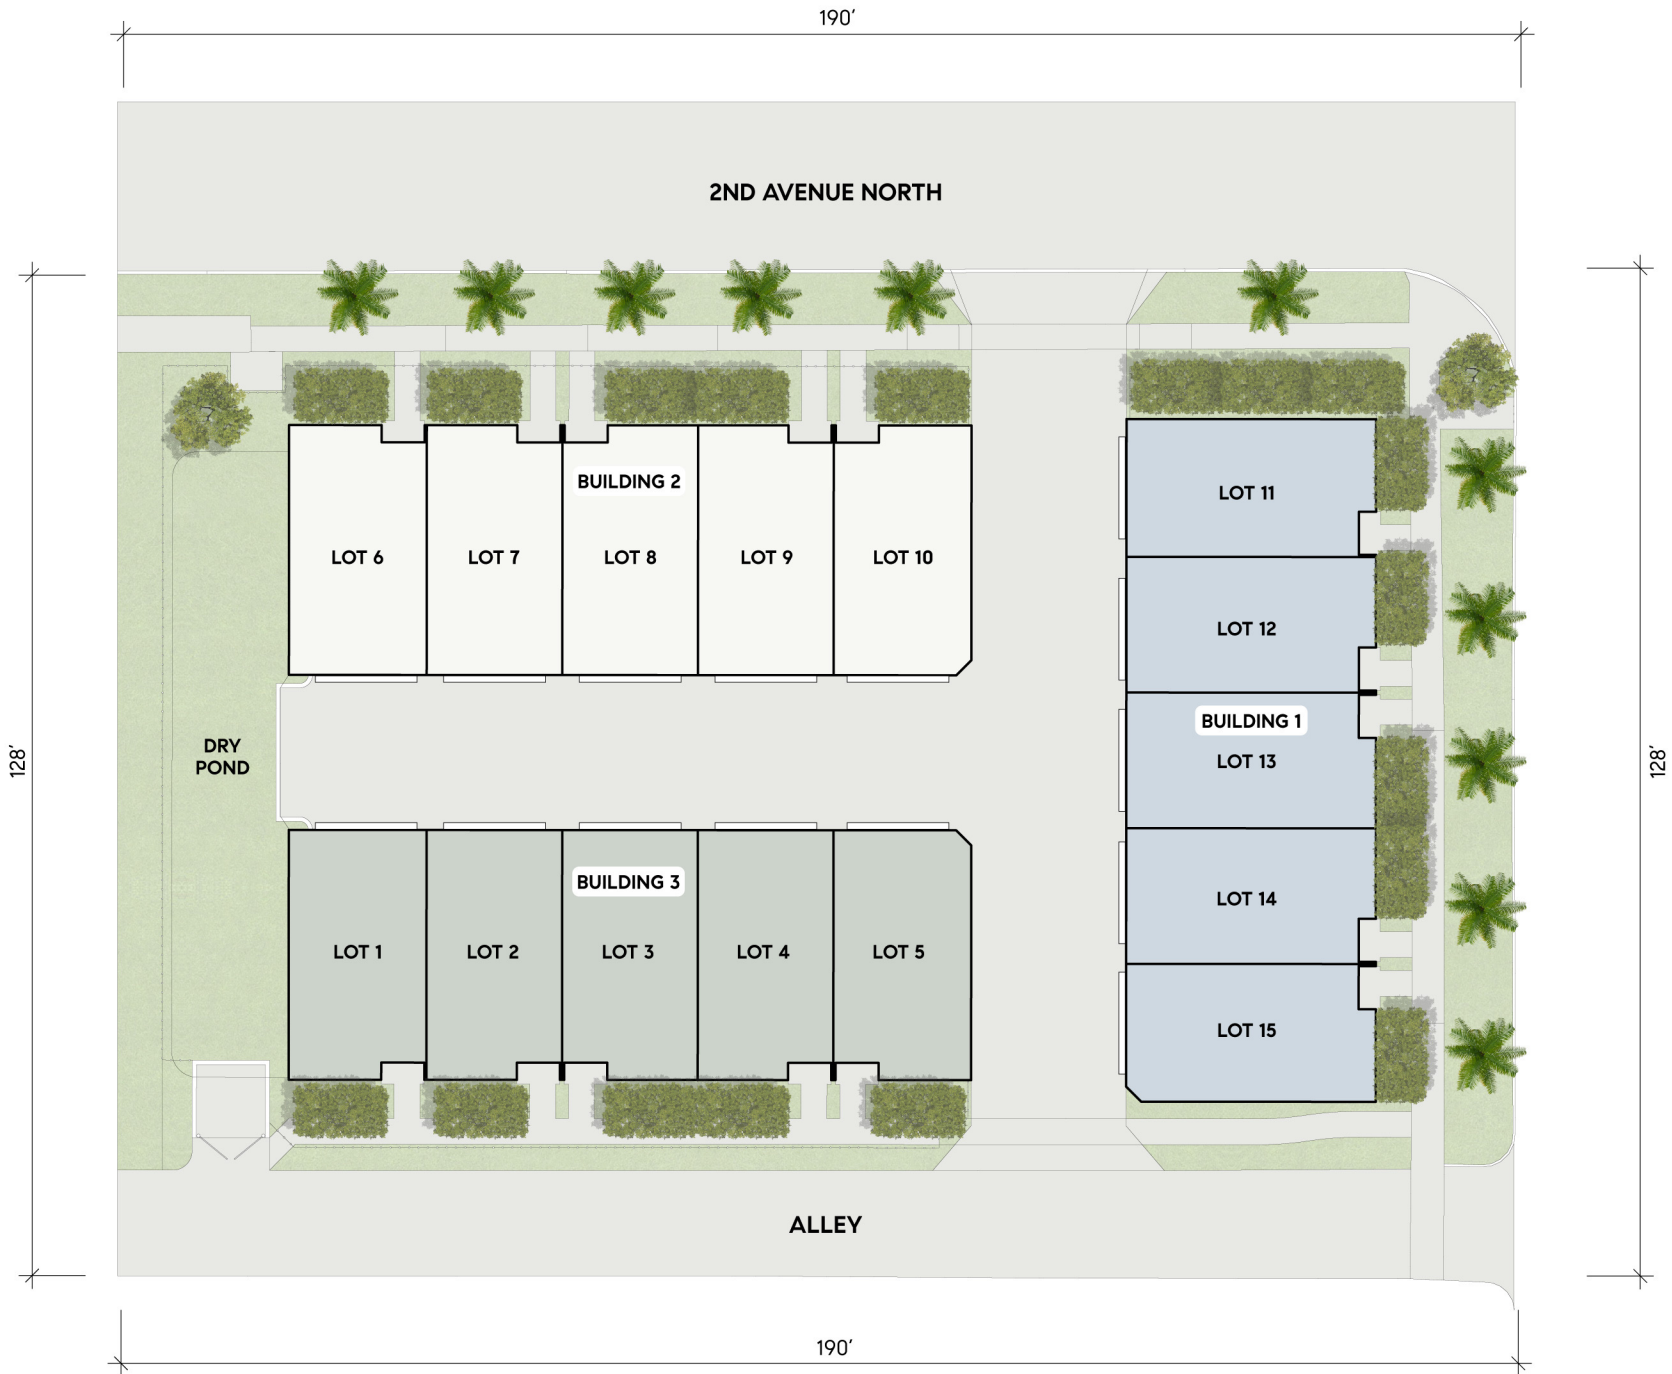 190'
2ND AVENUE NORTH
BUILDING 2
LOT 6
LOT 7
LOT 8
LOT 9
LOT 10
LOT 11
LOT 12
BUILDING 1
LOT 13
LOT 14
LOT 15
DRY
POND
128'
128'
BUILDING 3
LOT 1
LOT 2
LOT 3
LOT 4
LOT 5
ALLEY
190'